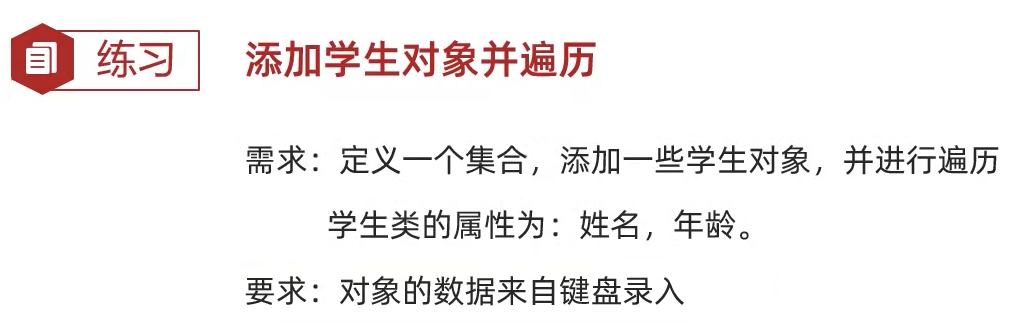 练习
添加学生对象并遍历
需求：定义一个集合，添加一些学生对象，并进行遍历
学生类的属性为：姓名，年龄。
要求：对象的数据来自键盘录入